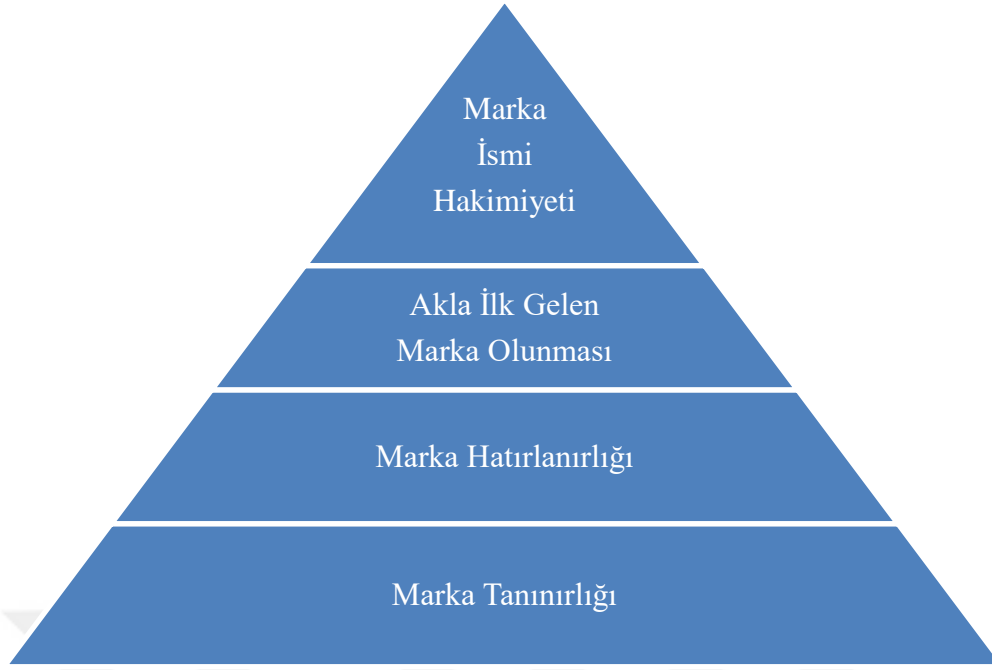 Marka
İsmi
Hakimiyeti
Akla İlk Gelen
Marka Olunması
Marka Hatırlanırlığı
Marka Tanınırlığı